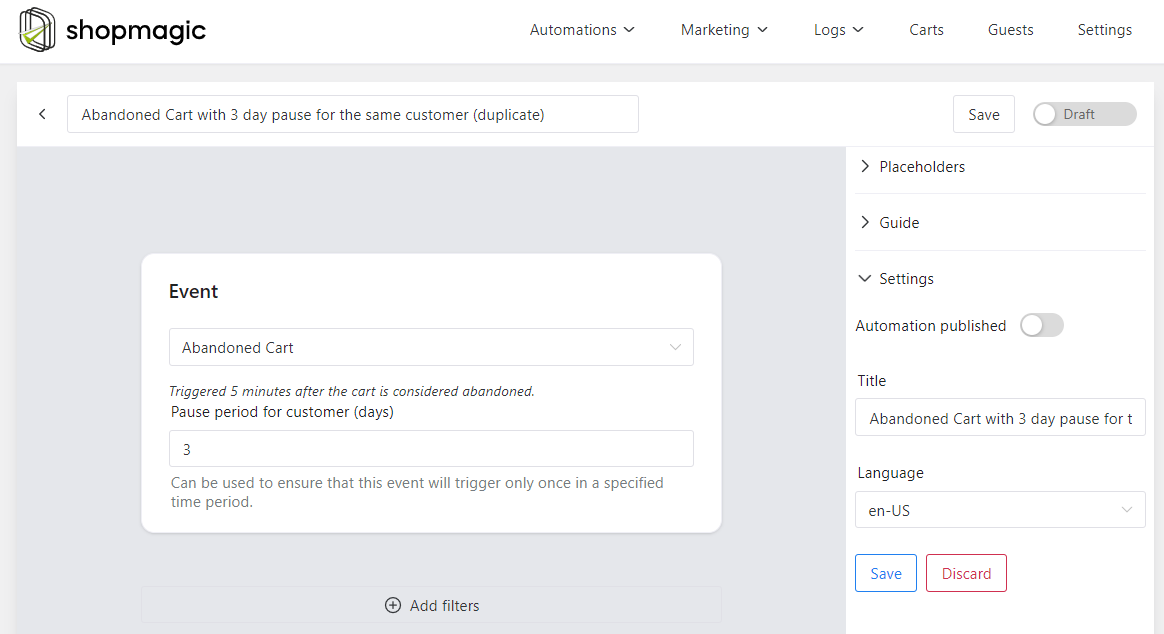 shopmagic
Automations
Marketing
Logs
Carts
Guests
Settings
Abandoned Cart with 3 day pause for the same customer (duplicate)
Save
Draft
Event
Abandoned Cart
Triggered 5 minutes after the cart is considered abandoned.
Pause period for customer (days)
3
Can be used to ensure that this event will trigger only once in a specified
time period.
Add filters
Placeholders
Guide
Settings
Automation published
Title
Abandoned Cart with 3 day pause for t
Language
en-US
Save
Discard